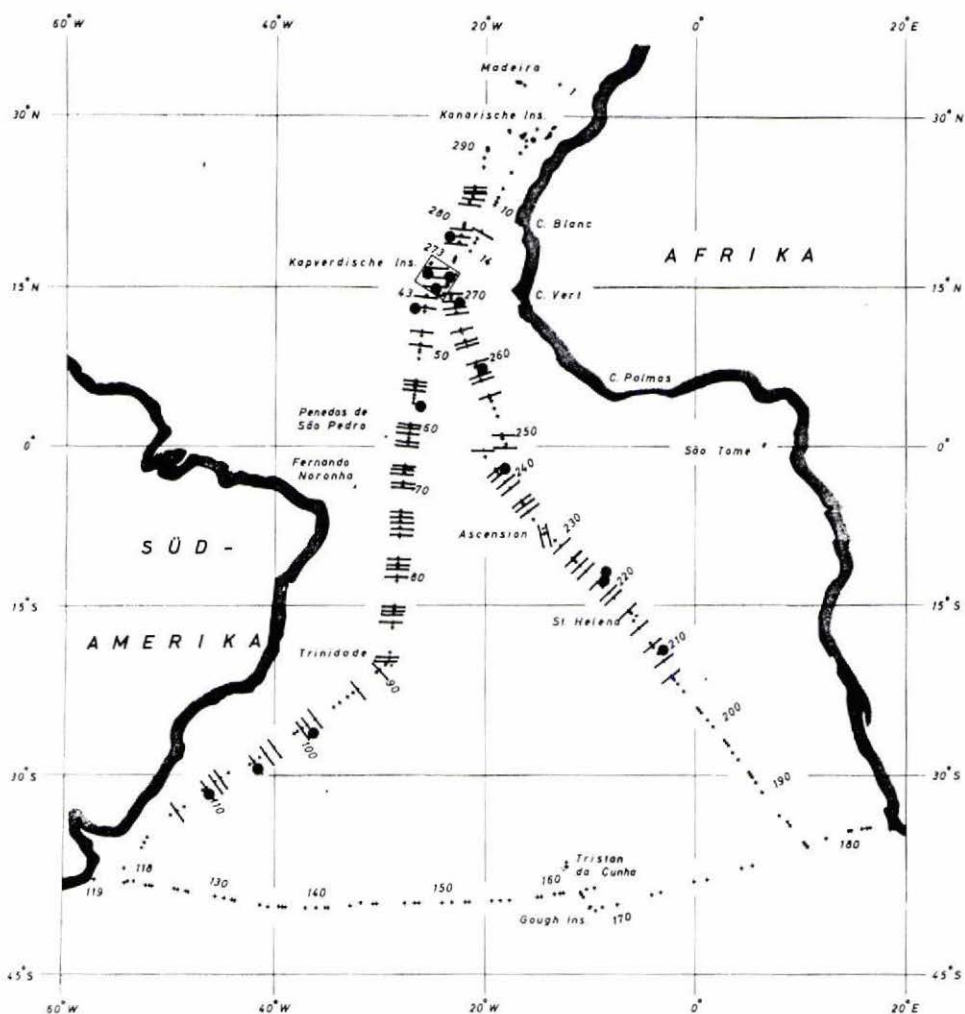 60°W
40°W
20°W
0°
20°E
Madeira
1
30°N
30°N
Kanarische Ins.
290
10
280
C. Blanc
273
14
AFRIKA
Kapverdische Ins.
15°N
15°N
43
270
C. Vert
50
260
C. Palmas
Penedos de
São Pedro
60
250
0°
0°
São Tome
Fernando
Noronha
240
70
SÜD-
Ascension
230
80
220
15°S
15°S
St. Helena
AMERIKA
Trinidade
210
90
200
100
30°S
30°S
190
110
180
118
Tristan
da Cunha
119
130
140
150
160
Gough Ins.
170
45°S
45°S
60°W
40°W
20°W
0°
20°E